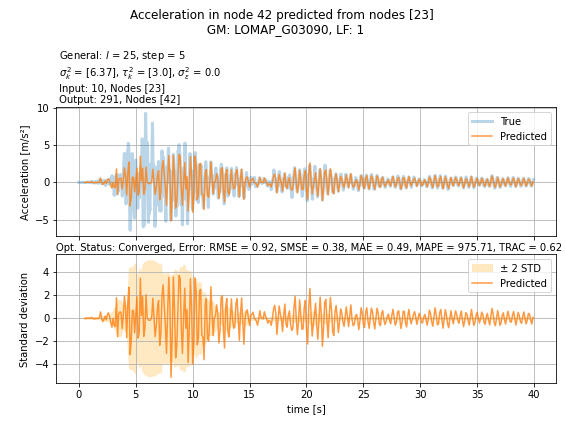 Acceleration in node 42 predicted from nodes [23]
GM: LOMAP_G03090, LF: 1
General: l = 25, step = 5
σ²ₖ = [6.37], τ²ₖ = [3.0], σ²ε = 0.0
Input: 10, Nodes [23]
Output: 291, Nodes [42]
10
5
0
−5
Acceleration [m/s²]
True
Predicted
Opt. Status: Converged, Error: RMSE = 0.92, SMSE = 0.38, MAE = 0.49, MAPE = 975.71, TRAC = 0.62
4
2
0
−2
−4
Standard deviation
± 2 STD
Predicted
0 5 10 15 20 25 30 35 40
time [s]